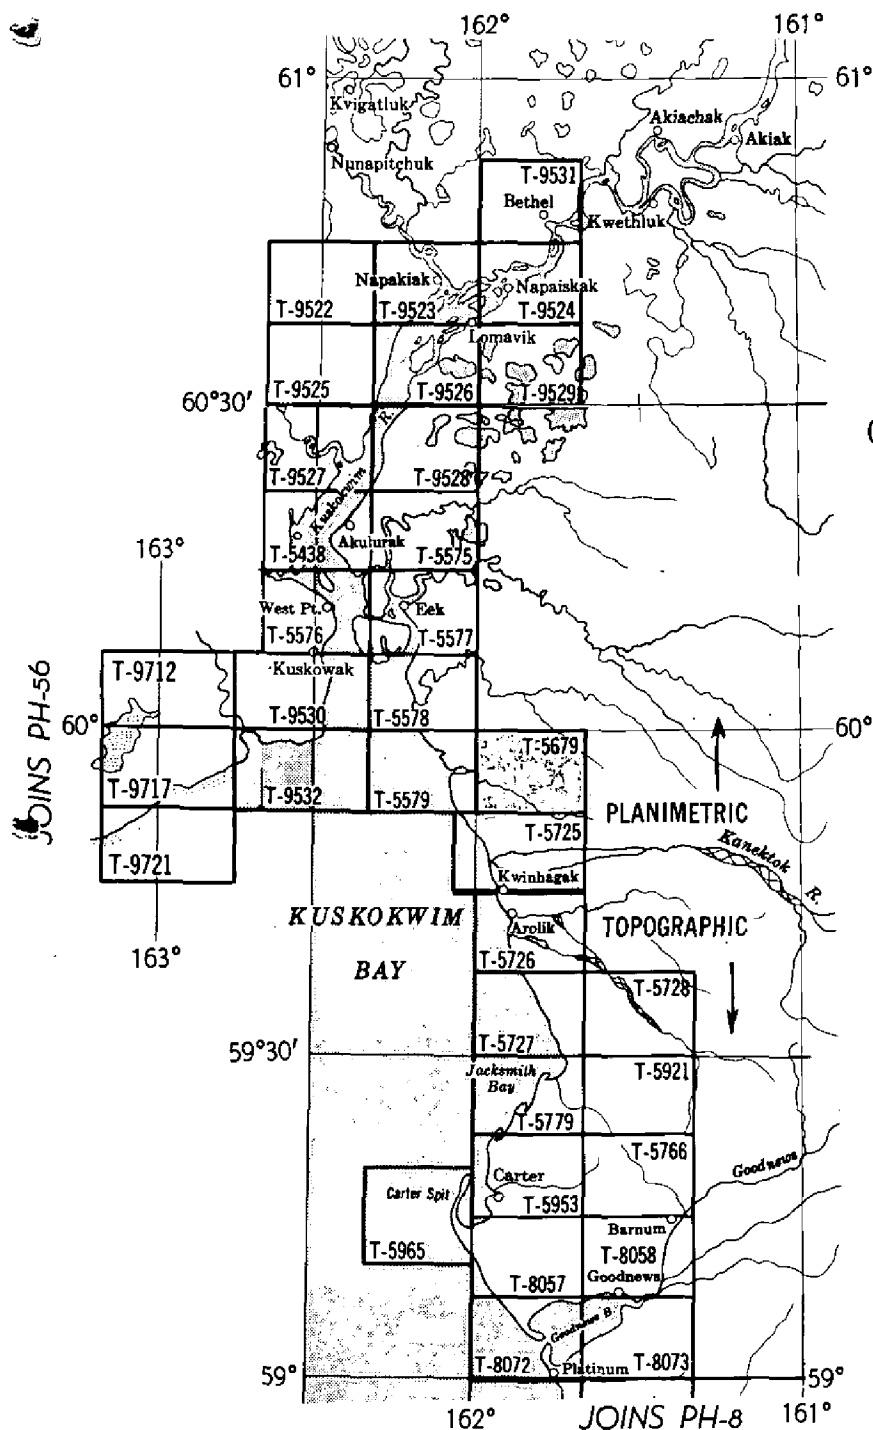 162°
161°
61°
61°
Kvigatluk
Akiachak
Akiak
Nunapitchuk
T-9531
Bethel
Kwethluk
Napakiak
Napaiskak
T-9522
T-9523
T-9524
Lomavik
T-9525
T-9526
T-9529
60°30'
R.
T-9527
T-9528
Kuskokwim
Akulurak
T-5438
T-5575
163°
West Pt.
Eek
T-5576
T-5577
T-9712
Kuskowak
JOINS PH-56
T-9530
T-5578
60°
60°
T-5679
T-9717
T-9532
T-5579
PLANIMETRIC
T-5725
Kanektok
R.
T-9721
Kwinhagak
KUSKOKWIM
BAY
Arolik
TOPOGRAPHIC
163°
T-5726
T-5728
T-5727
59°30'
Jacksmith
Bay
T-5921
T-5779
T-5766
Goodnews
Carter Spit
Carter
T-5953
Barnum
T-5965
T-8058
T-8057
Goodnews
Goodnews B.
T-8072
Platinum
T-8073
59°
59°
162°
JOINS PH-8
161°